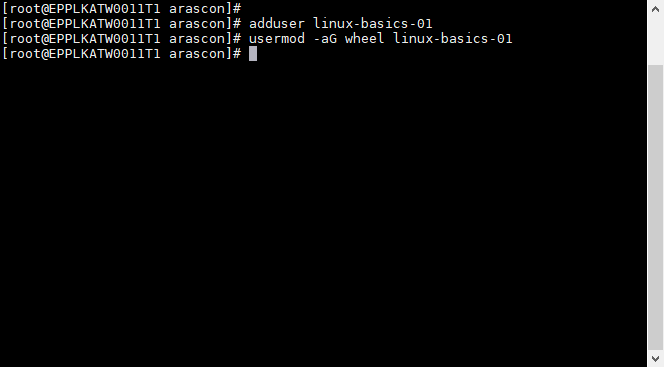 [root@EPPLKATW0011T1 arascon]#
[root@EPPLKATW0011T1 arascon]# adduser linux-basics-01
[root@EPPLKATW0011T1 arascon]# usermod -aG wheel linux-basics-01
[root@EPPLKATW0011T1 arascon]#